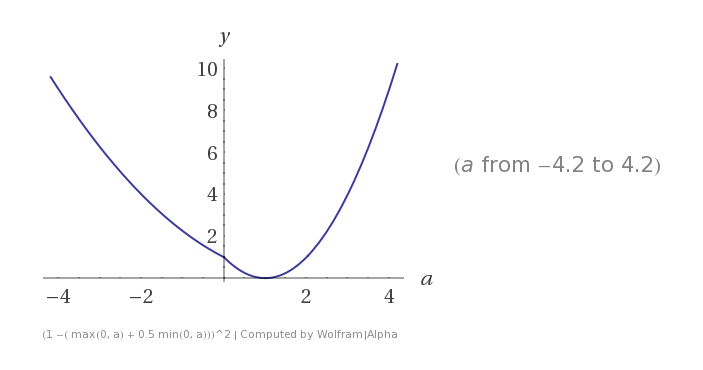 y
10
8
6
4
2
−4 −2 2 4 a
(a from −4.2 to 4.2)
(1 −( max(0, a) + 0.5 min(0, a)))^2 | Computed by Wolfram|Alpha